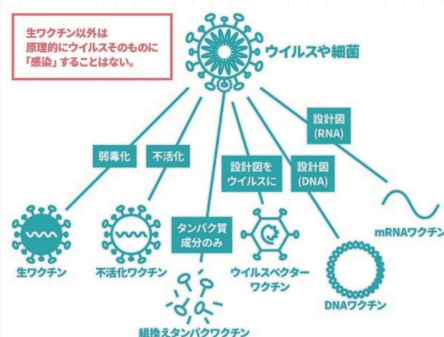 生ワクチン以外は
原理的にウイルスそのものに
「感染」することはない。
ウイルスや細菌
弱毒化
不活化
タンパク質
成分のみ
設計図を
ウイルスに
設計図
(DNA)
設計図
(RNA)
生ワクチン
不活化ワクチン
組換えタンパクワクチン
ウイルスベクター
ワクチン
DNAワクチン
mRNAワクチン